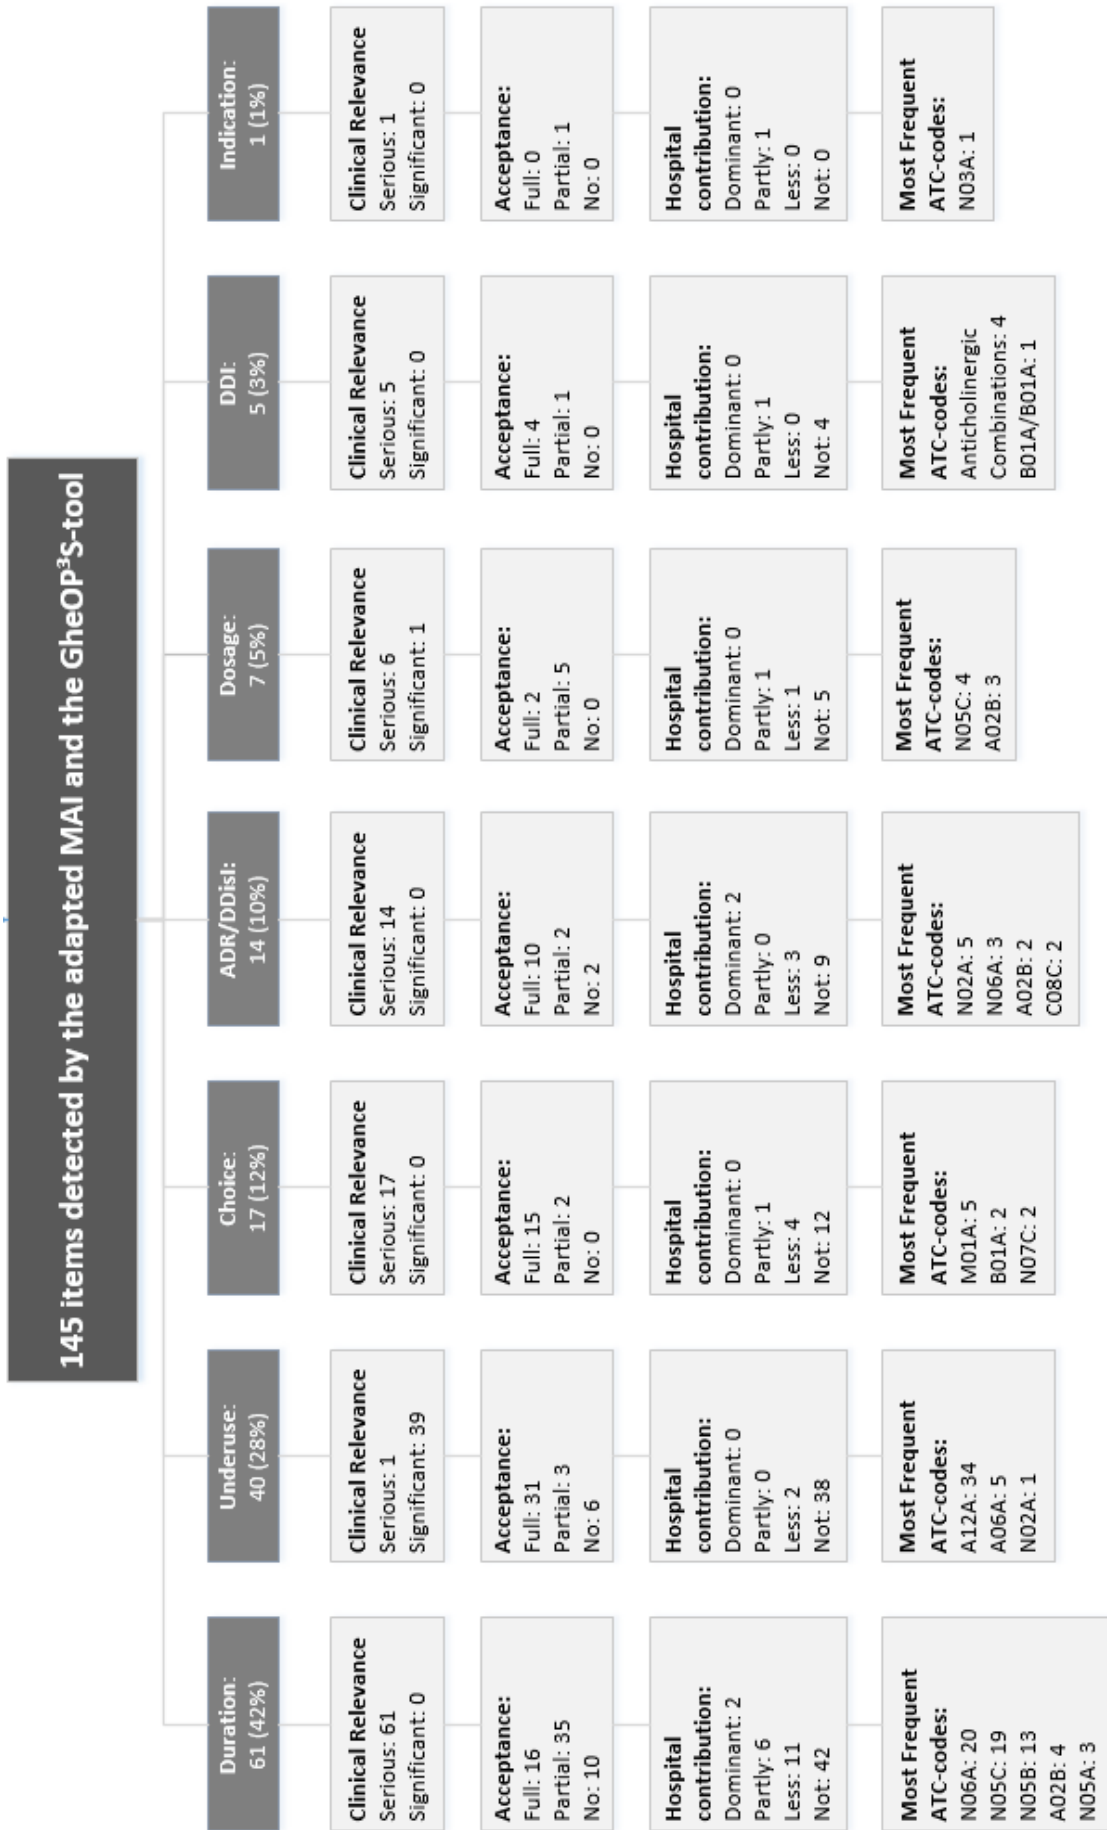 145 items detected by the adapted MAI and the GheOP³S-tool
Duration:
61 (42%)
Clinical Relevance
Serious: 61
Significant: 0
Acceptance:
Full: 16
Partial: 35
No: 10
Hospital
contribution:
Dominant: 2
Partly: 6
Less: 11
Not: 42
Most Frequent
ATC-codes:
N06A: 20
N05C: 19
N05B: 13
A02B: 4
N05A: 3
Underuse:
40 (28%)
Clinical Relevance
Serious: 1
Significant: 39
Acceptance:
Full: 31
Partial: 3
No: 6
Hospital
contribution:
Dominant: 0
Partly: 0
Less: 2
Not: 38
Most Frequent
ATC-codes:
A12A: 34
A06A: 5
N02A: 1
Choice:
17 (12%)
Clinical Relevance
Serious: 17
Significant: 0
Acceptance:
Full: 15
Partial: 2
No: 0
Hospital
contribution:
Dominant: 0
Partly: 1
Less: 4
Not: 12
Most Frequent
ATC-codes:
M01A: 5
B01A: 2
N07C: 2
ADR/DDisI:
14 (10%)
Clinical Relevance
Serious: 14
Significant: 0
Acceptance:
Full: 10
Partial: 2
No: 2
Hospital
contribution:
Dominant: 2
Partly: 0
Less: 3
Not: 9
Most Frequent
ATC-codes:
N02A: 5
N06A: 3
A02B: 2
C08C: 2
Dosage:
7 (5%)
Clinical Relevance
Serious: 6
Significant: 1
Acceptance:
Full: 2
Partial: 5
No: 0
Hospital
contribution:
Dominant: 0
Partly: 1
Less: 1
Not: 5
Most Frequent
ATC-codes:
N05C: 4
A02B: 3
DDI:
5 (3%)
Clinical Relevance
Serious: 5
Significant: 0
Acceptance:
Full: 4
Partial: 1
No: 0
Hospital
contribution:
Dominant: 0
Partly: 1
Less: 0
Not: 4
Most Frequent
ATC-codes:
Anticholinergic
Combinations: 4
B01A/B01A: 1
Indication:
1 (1%)
Clinical Relevance
Serious: 1
Significant: 0
Acceptance:
Full: 0
Partial: 1
No: 0
Hospital
contribution:
Dominant: 0
Partly: 1
Less: 0
Not: 0
Most Frequent
ATC-codes:
N03A: 1